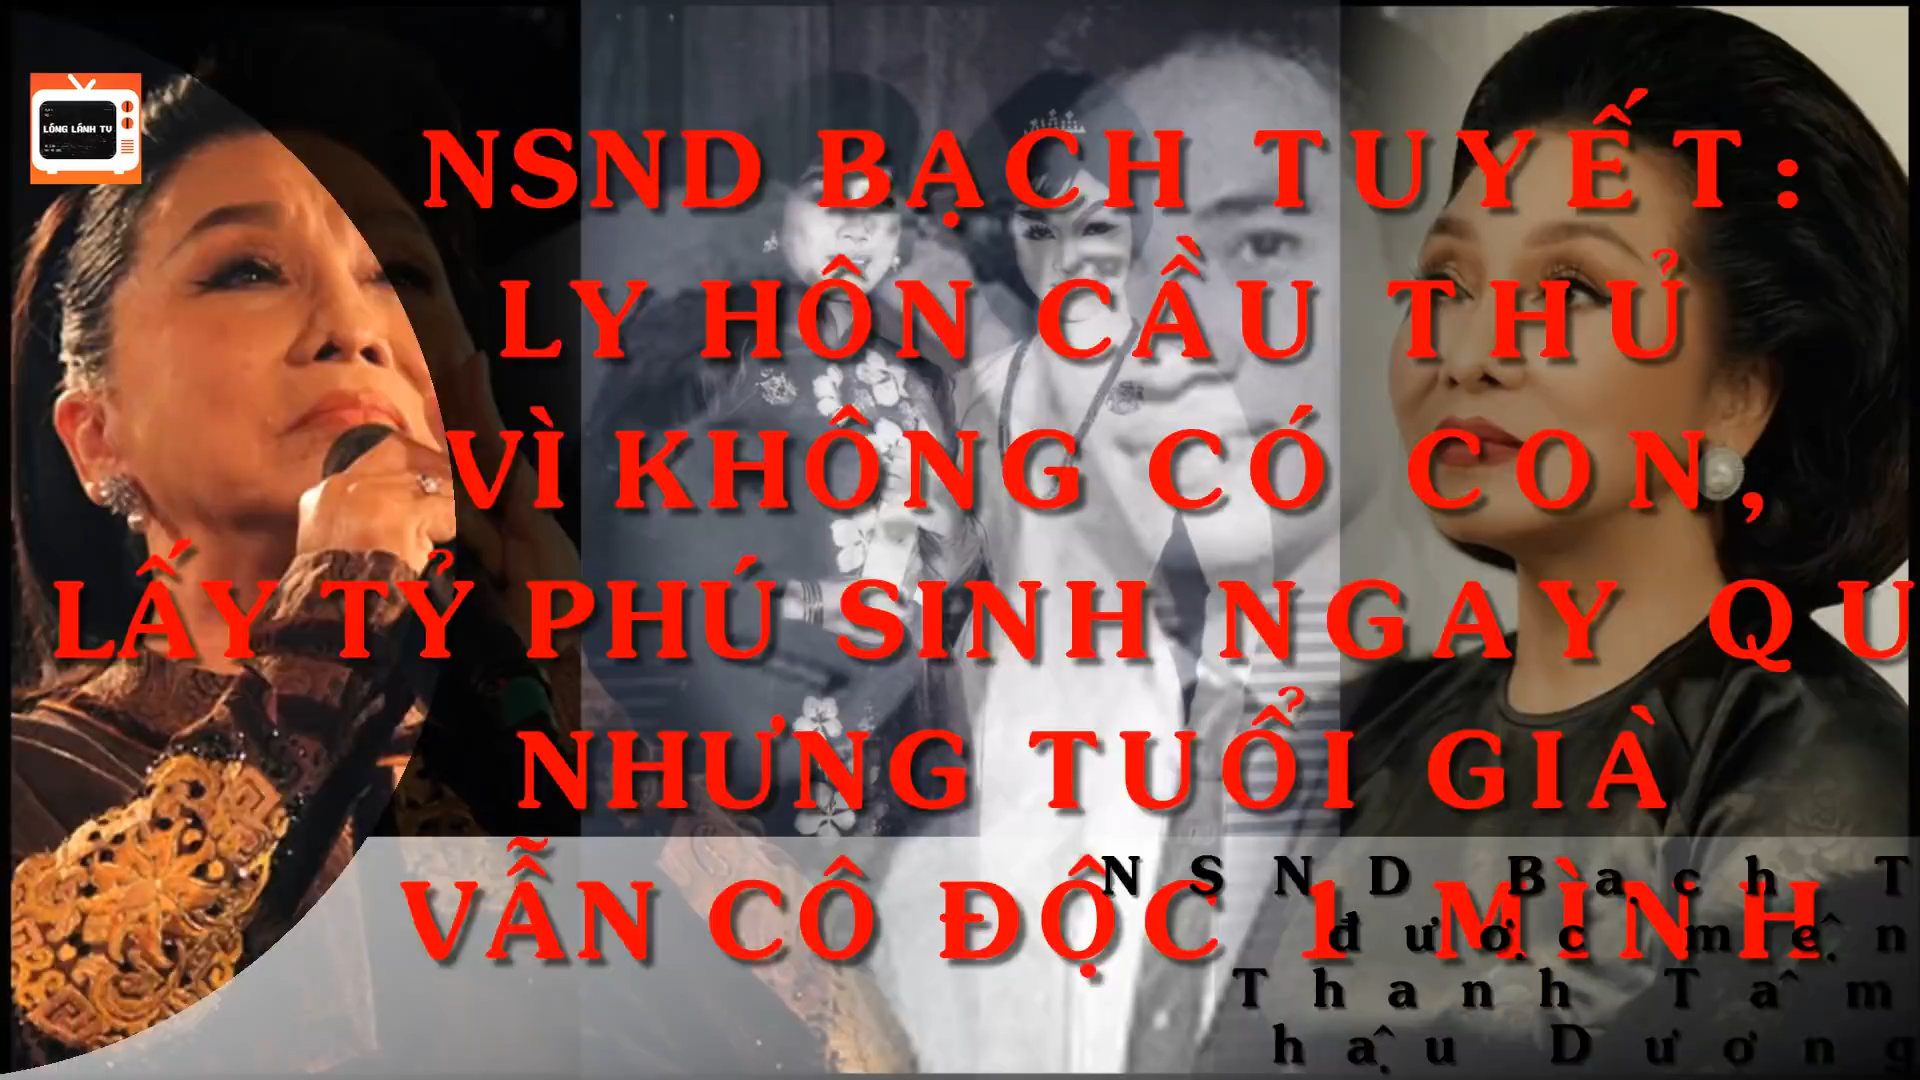 LÓNG LÁNH TV
NSND BẠCH TUYẾT:
LY HÔN CẦU THỦ
VÌ KHÔNG CÓ CON,
LẤY TỶ PHÚ SINH NGAY QU
NHƯNG TUỔI GIÀ
VẪN CÔ ĐỘC 1 MÌNH
NSND Bạch T
được mện
Thanh Tâm
hậu Dương